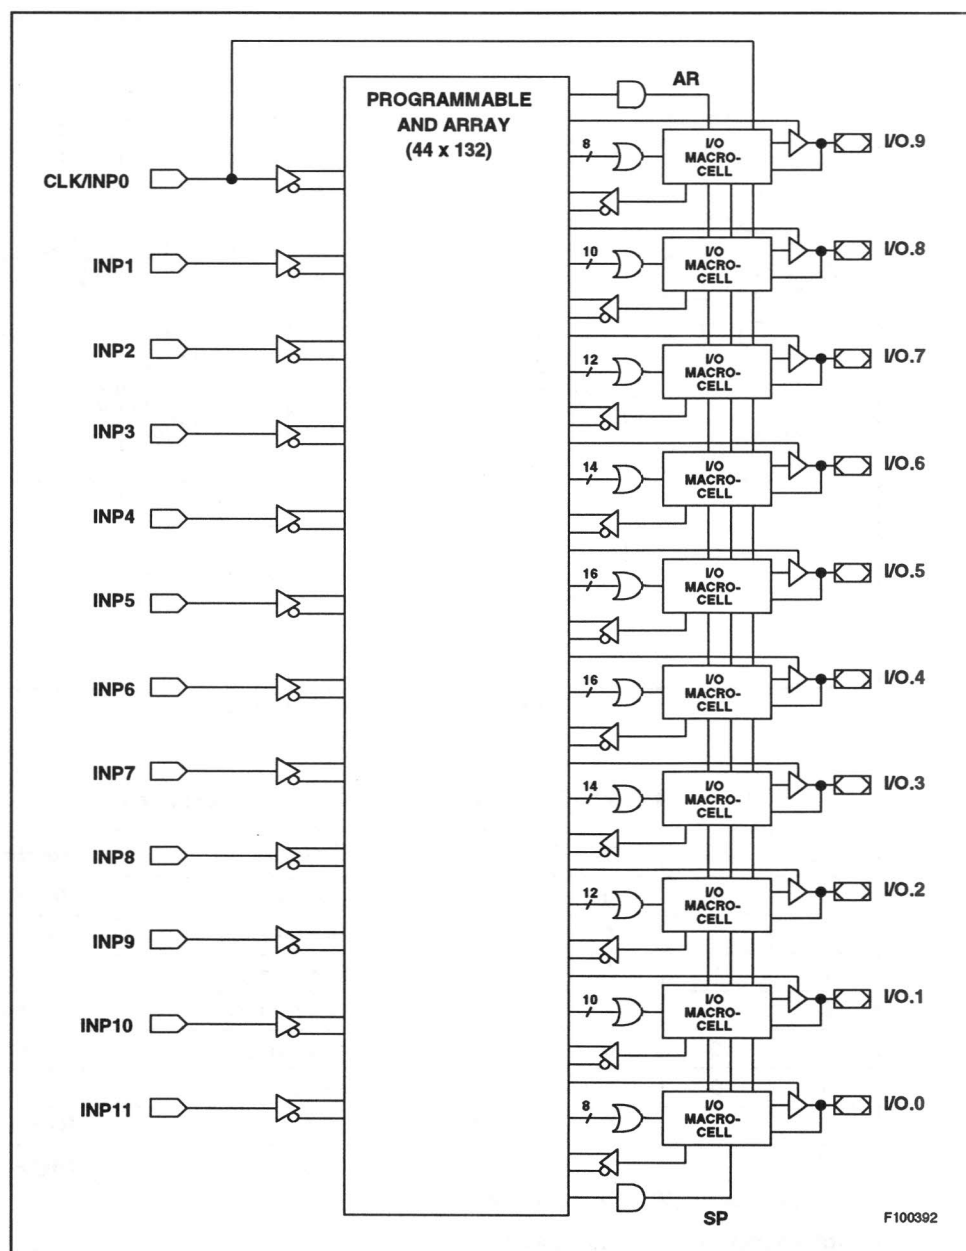 AR
PROGRAMMABLE
AND ARRAY
(44 x 132)
CLK/INP0
INP1
INP2
INP3
INP4
INP5
INP6
INP7
INP8
INP9
INP10
INP11
8
I/O
MACRO-
CELL
I/O.9
10
I/O
MACRO-
CELL
I/O.8
12
I/O
MACRO-
CELL
I/O.7
14
I/O
MACRO-
CELL
I/O.6
16
I/O
MACRO-
CELL
I/O.5
16
I/O
MACRO-
CELL
I/O.4
14
I/O
MACRO-
CELL
I/O.3
12
I/O
MACRO-
CELL
I/O.2
10
I/O
MACRO-
CELL
I/O.1
8
I/O
MACRO-
CELL
I/O.0
SP
F100392